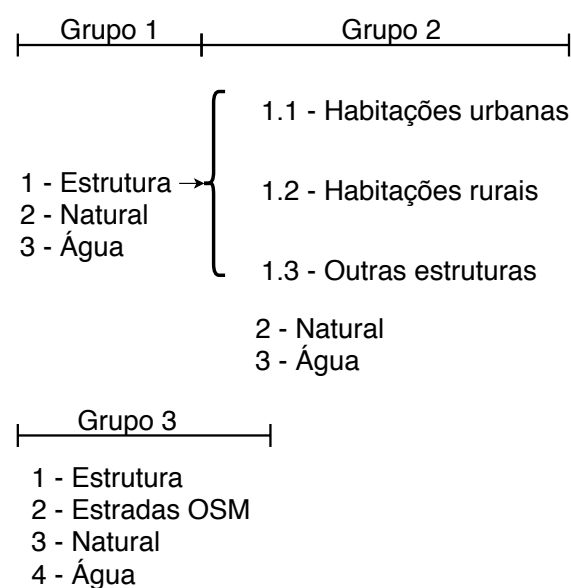 Grupo 1
Grupo 2
1 - Estrutura
2 - Natural
3 - Água
1.1 - Habitações urbanas
1.2 - Habitações rurais
1.3 - Outras estruturas
2 - Natural
3 - Água
Grupo 3
1 - Estrutura
2 - Estradas OSM
3 - Natural
4 - Água